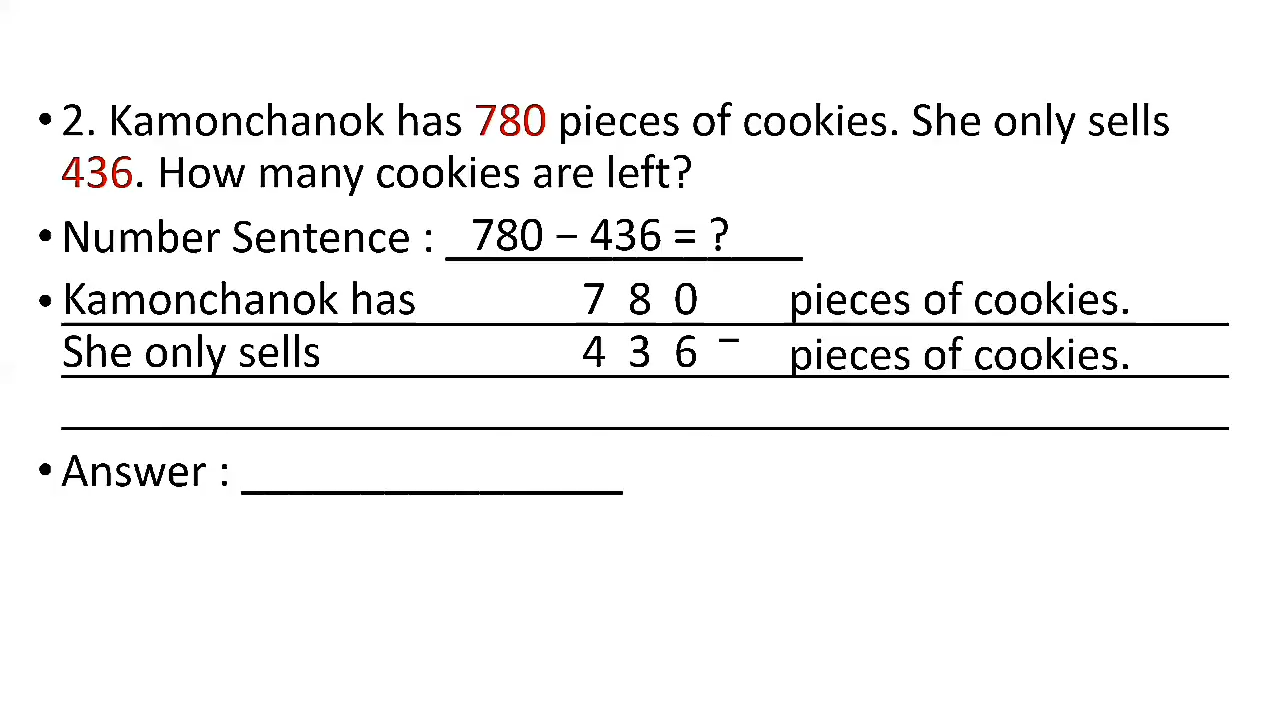 • 2. Kamonchanok has 780 pieces of cookies. She only sells
436. How many cookies are left?
• Number Sentence : 780 − 436 = ?
• Kamonchanok has 7 8 0 pieces of cookies.
She only sells 4 3 6 − pieces of cookies.
• Answer : ________________